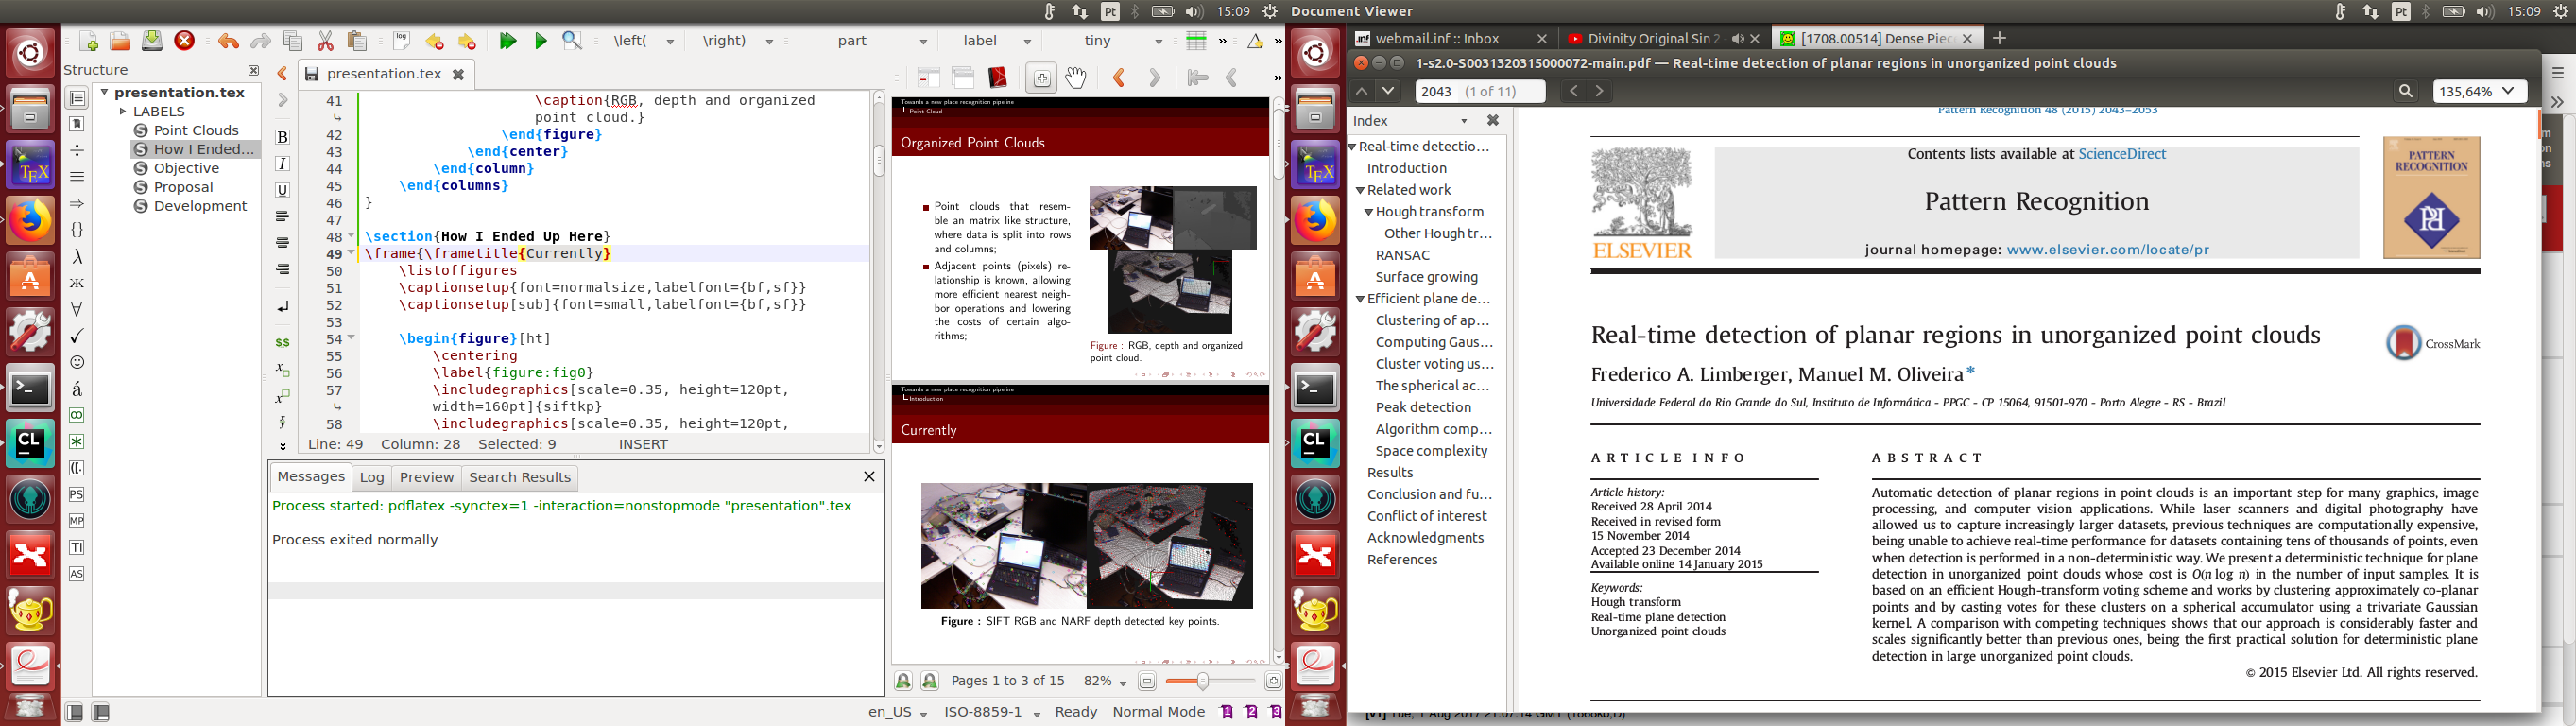 Pt
15:09
Document Viewer
Pt
15:09
log
\left(
\right)
part
label
tiny
»
»
Structure
presentation.tex
LABELS
Point Clouds
How I Ended...
Objective
Proposal
Development
presentation.tex
41 \caption{RGB, depth and organized
point cloud.}
42 \end{figure}
43 \end{center}
44 \end{column}
45 \end{columns}
46 }
47
48 \section{How I Ended Up Here}
49 \frame{\frametitle{Currently}
50 \listoffigures
51 \captionsetup{font=normalsize,labelfont={bf,sf}}
52 \captionsetup[sub]{font=small,labelfont={bf,sf}}
53
54 \begin{figure}[ht]
55 \centering
56 \label{figure:fig0}
57 \includegraphics[scale=0.35, height=120pt,
width=160pt]{siftkp}
58 \includegraphics[scale=0.35, height=120pt,
Line: 49 Column: 28 Selected: 9 INSERT
Messages
Log
Preview
Search Results
Process started: pdflatex -synctex=1 -interaction=nonstopmode "presentation".tex
Process exited normally
B
I
U
$$
TEX
CL
PS
MP
TI
AS
Towards a new place recognition pipeline
Point Cloud
Organized Point Clouds
Point clouds that resem-
ble an matrix like structure,
where data is split into rows
and columns;
Adjacent points (pixels) re-
lationship is known, allowing
more efficient nearest neigh-
bor operations and lowering
the costs of certain algo-
rithms;
Figure : RGB, depth and organized
point cloud.
Towards a new place recognition pipeline
Introduction
Currently
Figure : SIFT RGB and NARF depth detected key points.
Pages 1 to 3 of 15
82%
en_US
ISO-8859-1
Ready
Normal Mode
1
2
3
webmail.inf :: Inbox
Divinity Original Sin 2
[1708.00514] Dense Piec
1-s2.0-S0031320315000072-main.pdf — Real-time detection of planar regions in unorganized point clouds
2043 (1 of 11)
135,64%
Index
Real-time detectio...
Introduction
Related work
Hough transform
Other Hough tr...
RANSAC
Surface growing
Efficient plane de...
Clustering of ap...
Computing Gaus...
Cluster voting us...
The spherical ac...
Peak detection
Algorithm comp...
Space complexity
Results
Conclusion and fu...
Conflict of interest
Acknowledgments
References
TEX
CL
Pattern Recognition 48 (2015) 2043–2053
Contents lists available at ScienceDirect
Pattern Recognition
journal homepage: www.elsevier.com/locate/pr
ELSEVIER
PATTERN
RECOGNITION
Real-time detection of planar regions in unorganized point clouds
CrossMark
Frederico A. Limberger, Manuel M. Oliveira*
Universidade Federal do Rio Grande do Sul, Instituto de Informática - PPGC - CP 15064, 91501-970 - Porto Alegre - RS - Brazil
ARTICLE INFO
Article history:
Received 28 April 2014
Received in revised form
15 November 2014
Accepted 23 December 2014
Available online 14 January 2015
Keywords:
Hough transform
Real-time plane detection
Unorganized point clouds
ABSTRACT
Automatic detection of planar regions in point clouds is an important step for many graphics, image
processing, and computer vision applications. While laser scanners and digital photography have
allowed us to capture increasingly larger datasets, previous techniques are computationally expensive,
being unable to achieve real-time performance for datasets containing tens of thousands of points, even
when detection is performed in a non-deterministic way. We present a deterministic technique for plane
detection in unorganized point clouds whose cost is O(n log n) in the number of input samples. It is
based on an efficient Hough-transform voting scheme and works by clustering approximately co-planar
points and by casting votes for these clusters on a spherical accumulator using a trivariate Gaussian
kernel. A comparison with competing techniques shows that our approach is considerably faster and
scales significantly better than previous ones, being the first practical solution for deterministic plane
detection in large unorganized point clouds.
© 2015 Elsevier Ltd. All rights reserved.